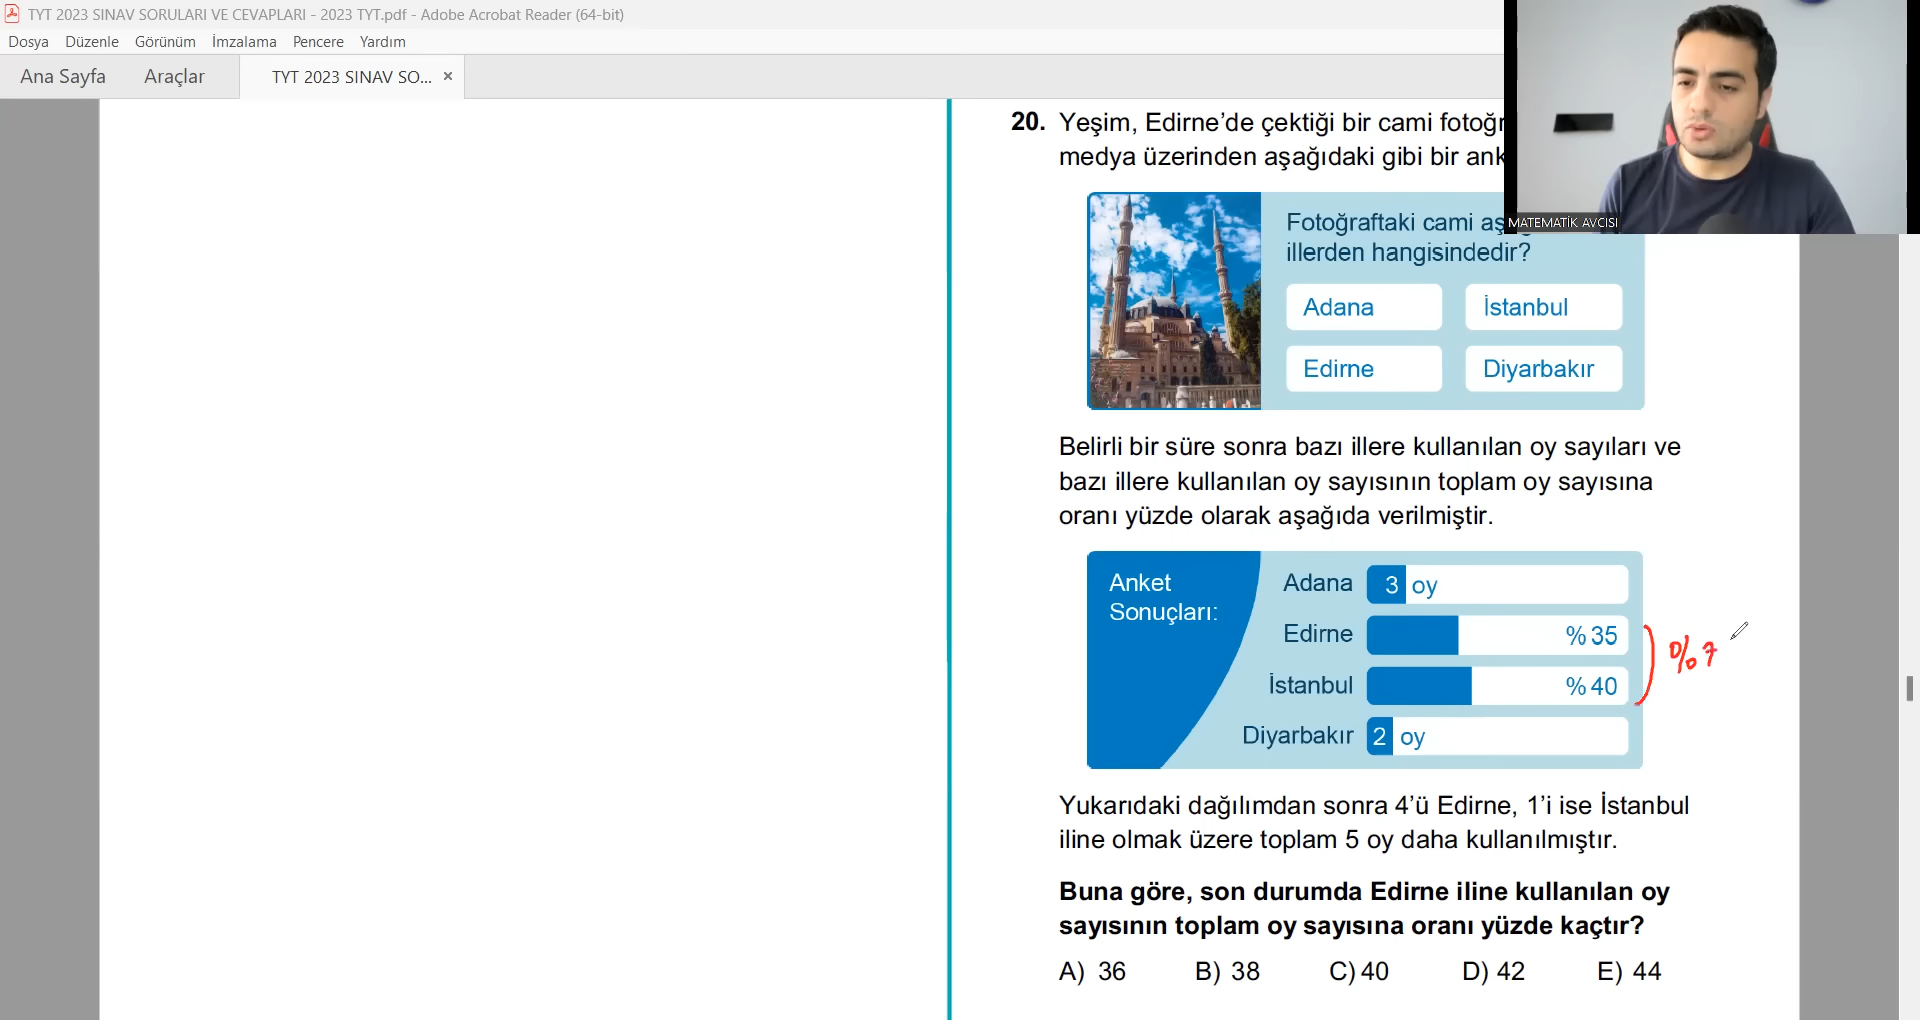 TYT 2023 SINAV SORULARI VE CEVAPLARI - 2023 TYT.pdf - Adobe Acrobat Reader (64-bit)
Dosya Düzenle Görünüm İmzalama Pencere Yardım
Ana Sayfa Araçlar TYT 2023 SINAV SO... ×
MATEMATİK AVCISI
20. Yeşim, Edirne’de çektiği bir cami
medya üzerinden aşağıdaki gibi bir
Fotoğraftaki cami
illerden hangisindedir?
Adana İstanbul
Edirne Diyarbakır
Belirli bir süre sonra bazı illere kullanılan oy sayıları ve
bazı illere kullanılan oy sayısının toplam oy sayısına
oranı yüzde olarak aşağıda verilmiştir.
Anket
Sonuçları:
Adana 3 oy
Edirne % 35
İstanbul % 40
Diyarbakır 2 oy
% 7
Yukarıdaki dağılımdan sonra 4’ü Edirne, 1’i ise İstanbul
iline olmak üzere toplam 5 oy daha kullanılmıştır.
Buna göre, son durumda Edirne iline kullanılan oy
sayısının toplam oy sayısına oranı yüzde kaçtır?
A) 36 B) 38 C) 40 D) 42 E) 44